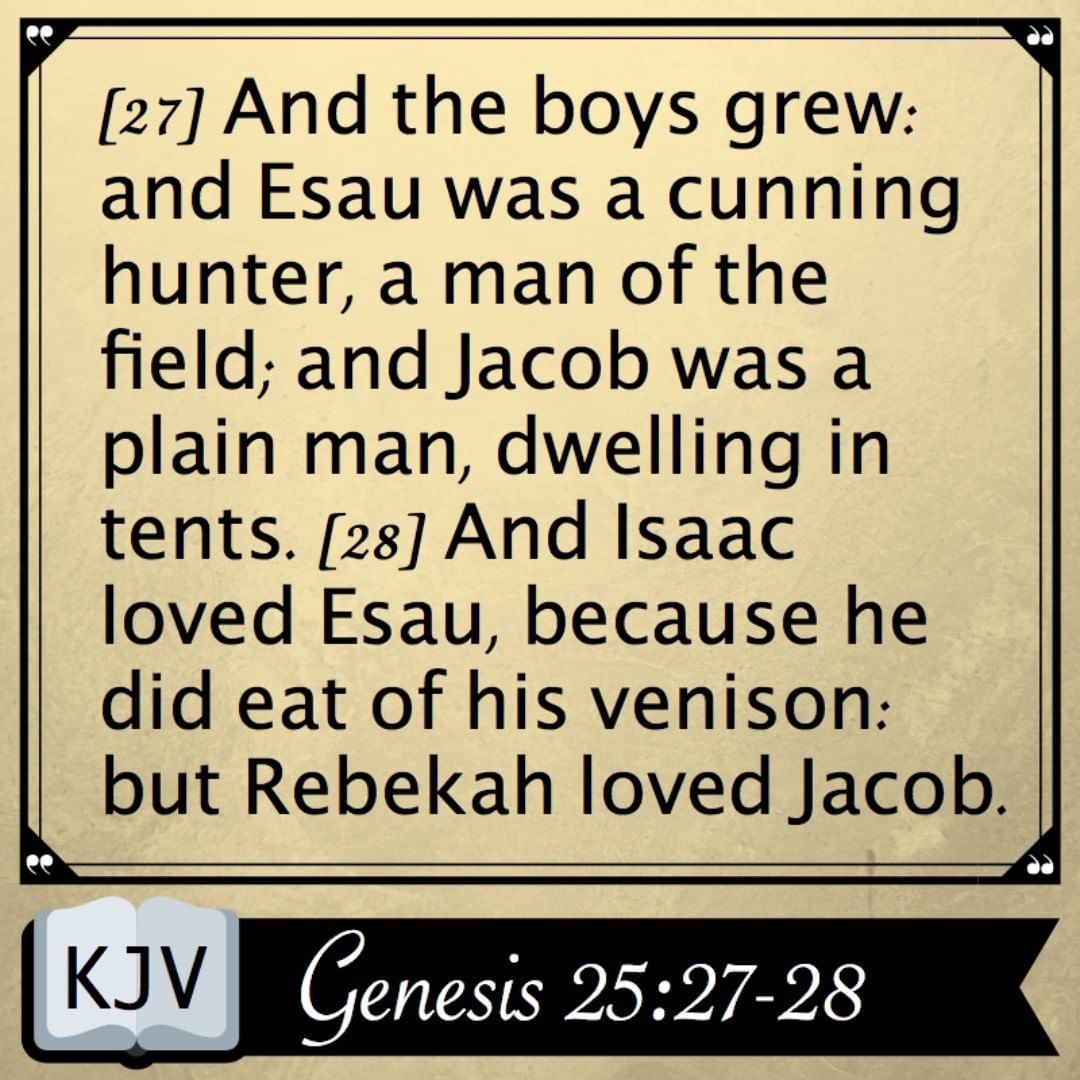 [27] And the boys grew:
and Esau was a cunning
hunter, a man of the
field; and Jacob was a
plain man, dwelling in
tents. [28] And Isaac
loved Esau, because he
did eat of his venison:
but Rebekah loved Jacob.
KJV
Genesis 25:27-28